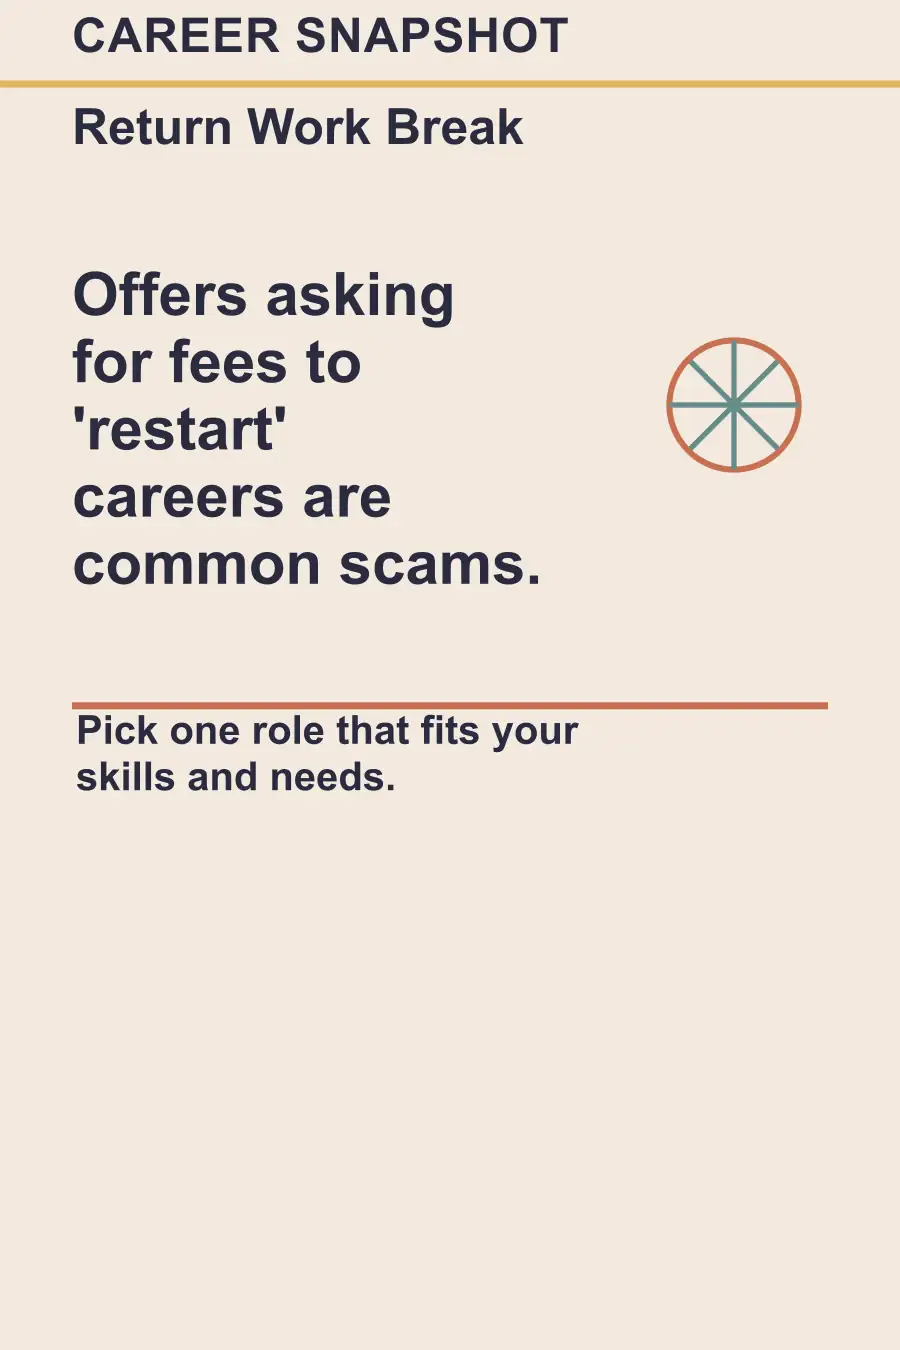 CAREER SNAPSHOT
Return Work Break
Offers asking
for fees to
'restart'
careers are
common scams.
Pick one role that fits your
skills and needs.